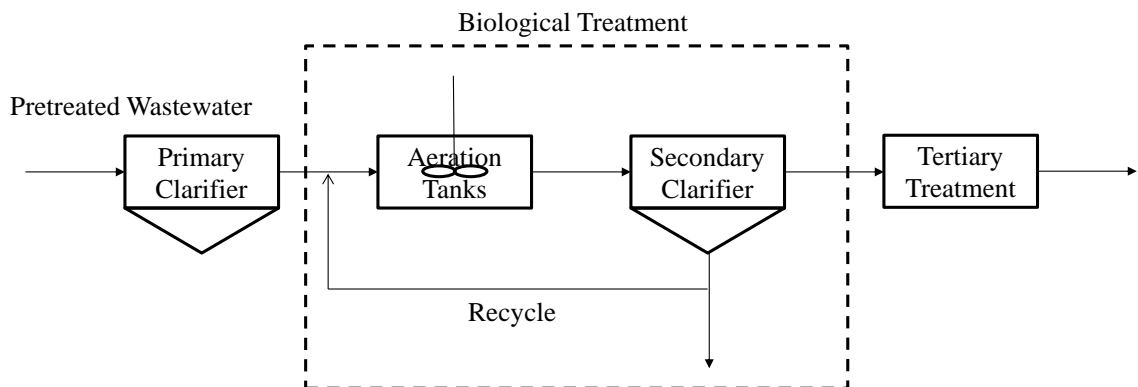 Biological Treatment
Pretreated Wastewater
Primary
Clarifier
Aeration
Tanks
Secondary
Clarifier
Tertiary
Treatment
Recycle